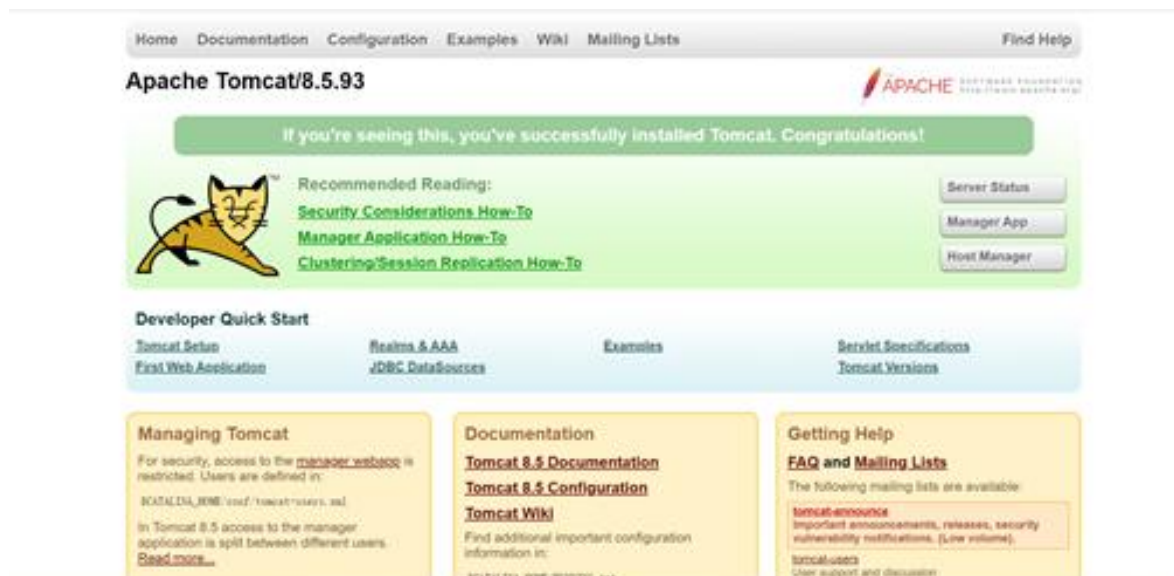 Home Documentation Configuration Examples Wiki Mailing Lists Find Help
Apache Tomcat/8.5.93
APACHE
If you're seeing this, you've successfully installed Tomcat. Congratulations!
TM
Recommended Reading:
Security Considerations How-To
Manager Application How-To
Clustering/Session Replication How-To
Server Status
Manager App
Host Manager
Developer Quick Start
Tomcat Setup
First Web Application
Realms & AAA
JDBC DataSources
Examples
Servlet Specifications
Tomcat Versions
Managing Tomcat
For security, access to the manager webapp is
restricted. Users are defined in:
$CATALINA_HOME/conf/tomcat-users.xml
In Tomcat 8.5 access to the manager
application is split between different users.
Read more...
Documentation
Tomcat 8.5 Documentation
Tomcat 8.5 Configuration
Tomcat Wiki
Find additional important configuration
information in:
Getting Help
FAQ and Mailing Lists
The following mailing lists are available:
tomcat-announce
Important announcements, releases, security
vulnerability notifications. (Low volume).
tomcat-users
User support and discussion